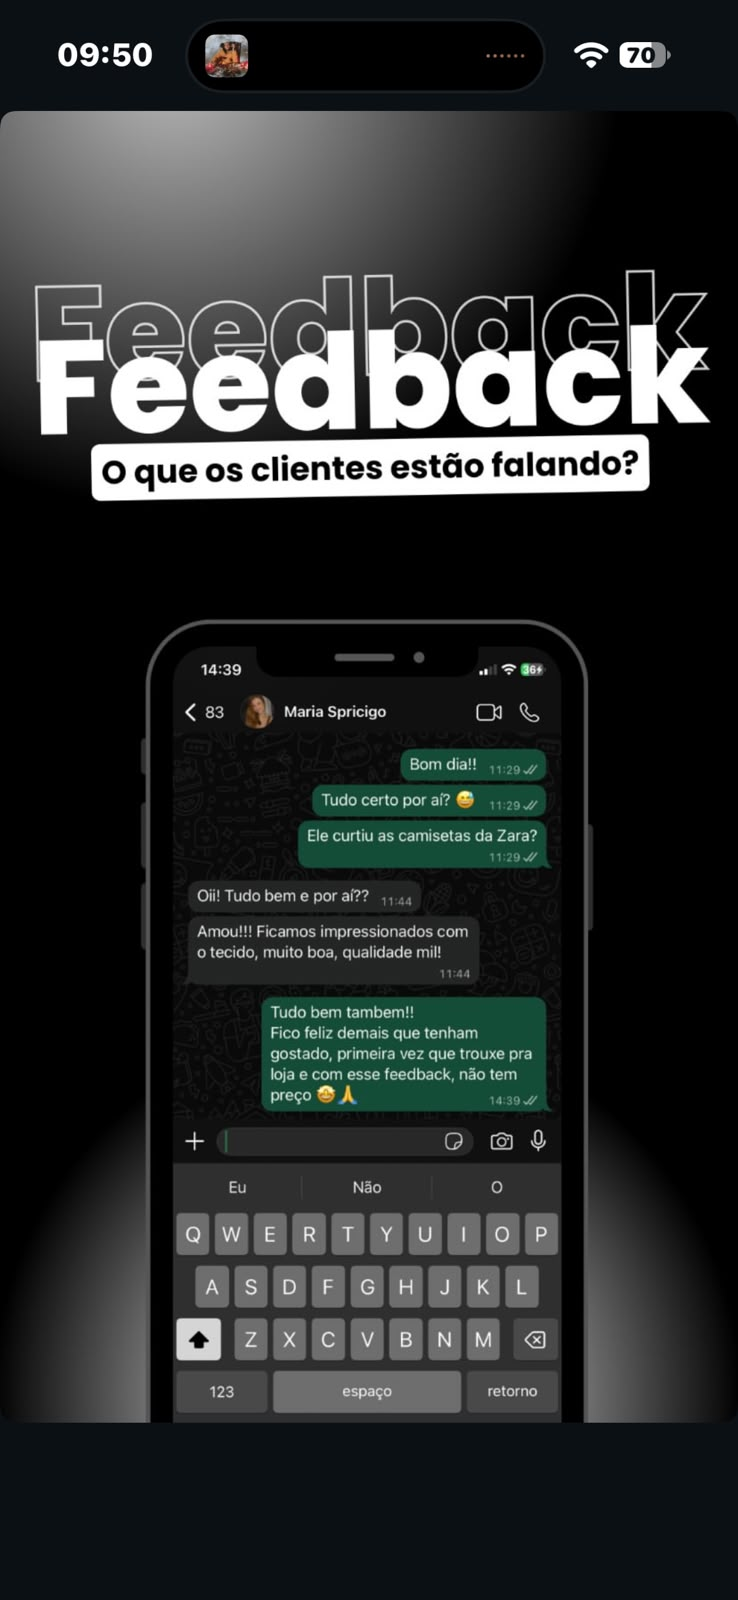 09:50
70
Feedback
Feedback
O que os clientes estão falando?
14:39
36
83
Maria Spricigo
Bom dia!! 11:29
Tudo certo por aí? 😅 11:29
Ele curtiu as camisetas da Zara?
11:29
Oii! Tudo bem e por aí?? 11:44
Amou!!! Ficamos impressionados com
o tecido, muito boa, qualidade mil!
11:44
Tudo bem tambem!!
Fico feliz demais que tenham
gostado, primeira vez que trouxe pra
loja e com esse feedback, não tem
preço 🤩🙏 14:39
Eu Não O
Q W E R T Y U I O P
A S D F G H J K L
Z X C V B N M
123 espaço retorno